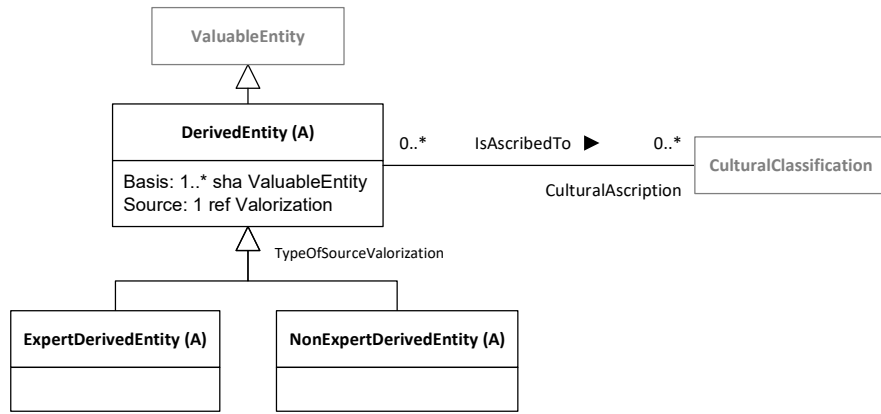 ValuableEntity
DerivedEntity (A)
Basis: 1..* sha ValuableEntity
Source: 1 ref Valorization
0..* IsAscribedTo ► 0..*
CulturalClassification
CulturalAscription
TypeOfSourceValorization
ExpertDerivedEntity (A)
NonExpertDerivedEntity (A)